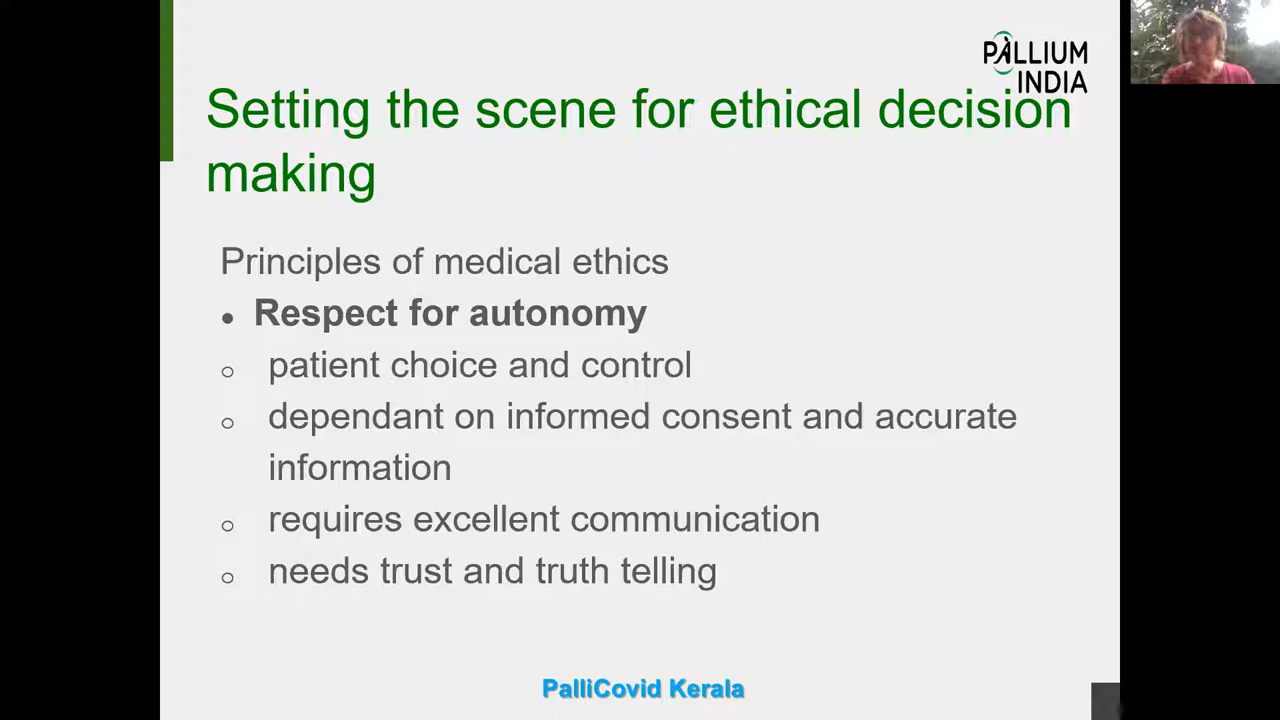 PALLIUM
INDIA
Setting the scene for ethical decision
making
Principles of medical ethics
● Respect for autonomy
○ patient choice and control
○ dependant on informed consent and accurate
information
○ requires excellent communication
○ needs trust and truth telling
PalliCovid Kerala